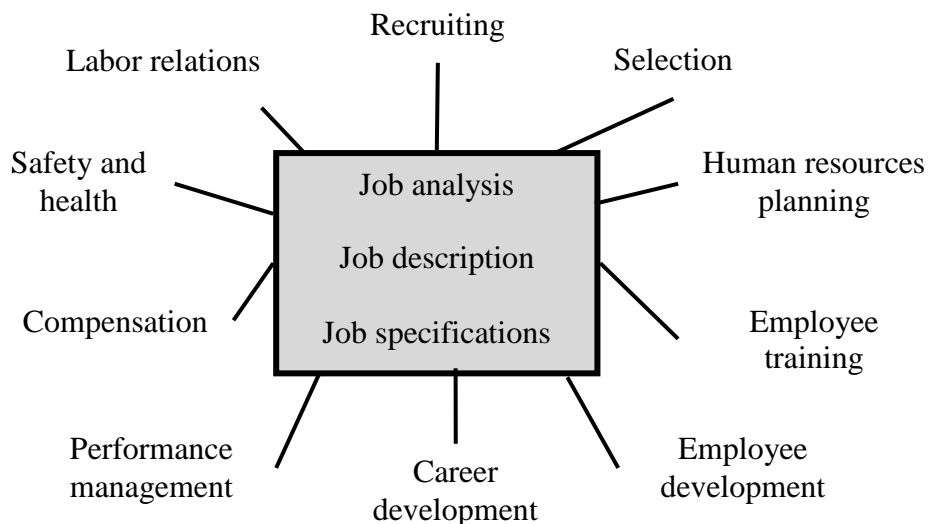 Recruiting
Labor relations
Selection
Safety and
health
Human resources
planning
Job analysis
Job description
Job specifications
Compensation
Employee
training
Performance
management
Career
development
Employee
development